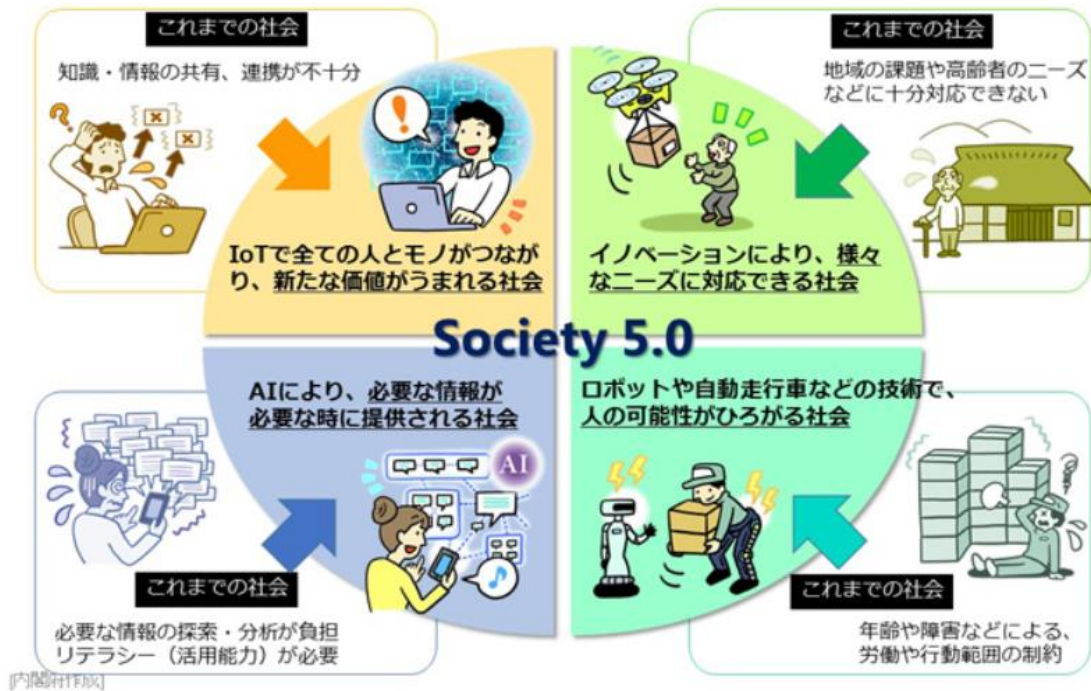 これまでの社会
知識・情報の共有、連携が不十分
IoTで全ての人とモノがつなが
り、新たな価値がうまれる社会
これまでの社会
地域の課題や高齢者のニーズ
などに十分対応できない
イノベーションにより、様々
なニーズに対応できる社会
Society 5.0
AIにより、必要な情報が
必要な時に提供される社会
AI
これまでの社会
必要な情報の探索・分析が負担
リテラシー（活用能力）が必要
ロボットや自動走行車などの技術で、
人の可能性がひろがる社会
これまでの社会
年齢や障害などによる、
労働や行動範囲の制約
[内閣府作成]